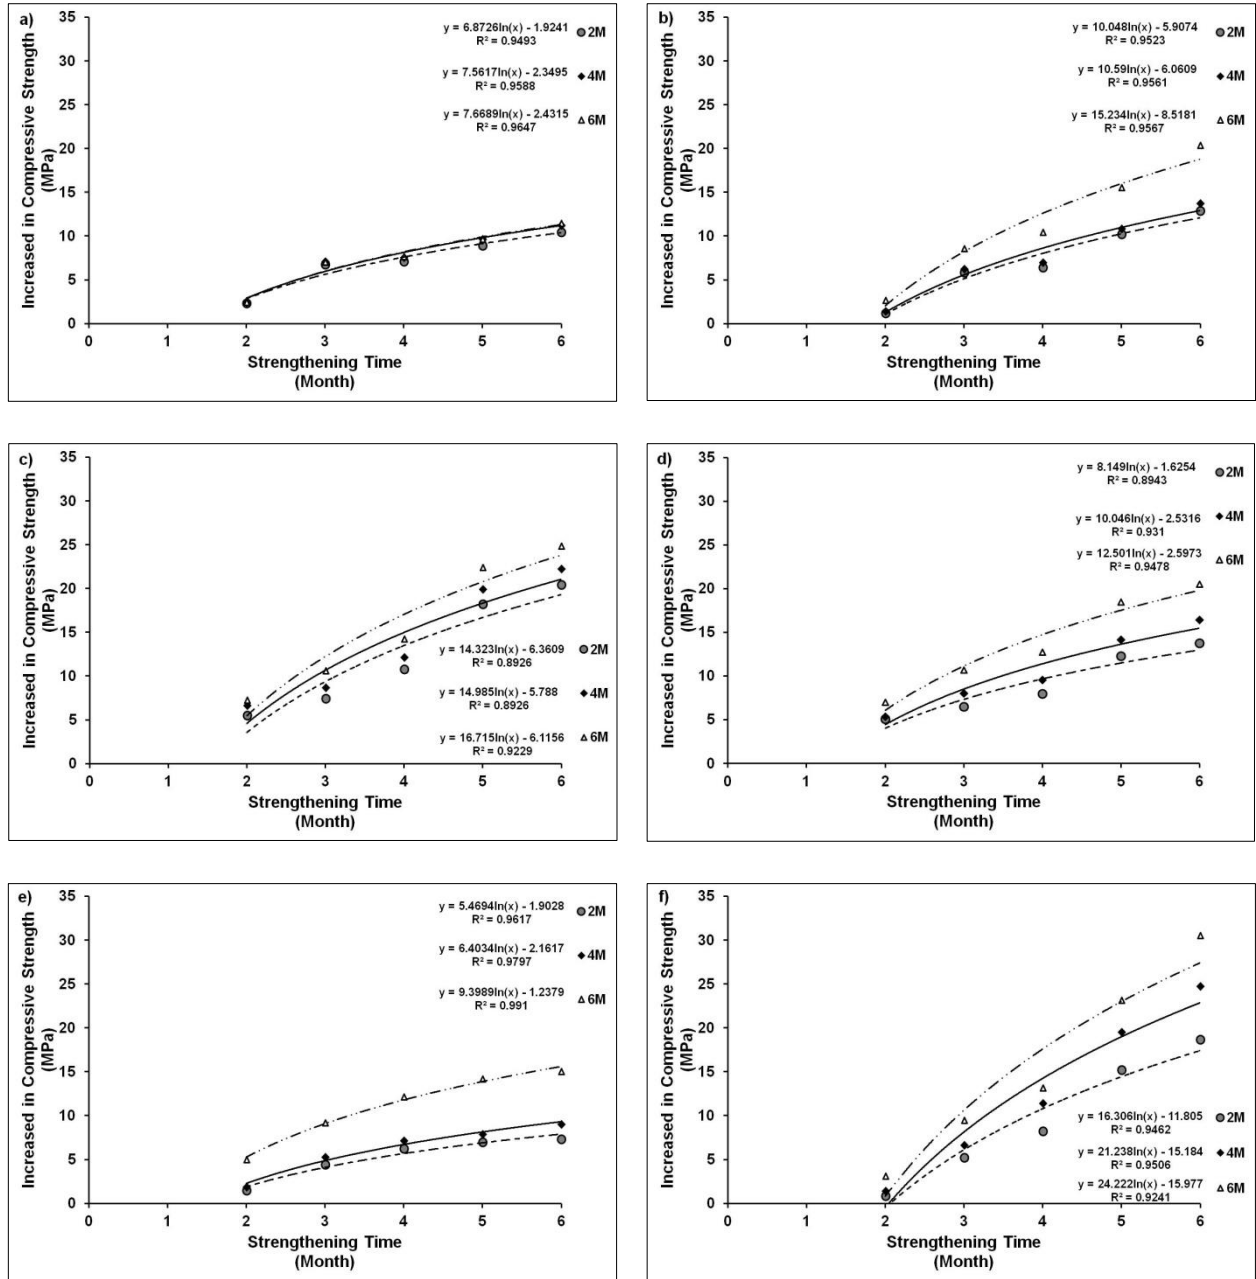 a)
Increased in Compressive Strength
(MPa)
35
30
25
20
15
10
5
0
y = 6.8726ln(x) - 1.9241
R² = 0.9493
2M
y = 7.5617ln(x) - 2.3495
R² = 0.9588
4M
y = 7.6689ln(x) - 2.4315
R² = 0.9647
6M
0 1 2 3 4 5 6
Strengthening Time
(Month)
b)
Increased in Compressive Strength
(MPa)
35
30
25
20
15
10
5
0
y = 10.048ln(x) - 5.9074
R² = 0.9523
2M
y = 10.59ln(x) - 6.0609
R² = 0.9561
4M
y = 15.234ln(x) - 8.5181
R² = 0.9567
6M
0 1 2 3 4 5 6
Strengthening Time
(Month)
c)
Increased in Compressive Strength
(MPa)
35
30
25
20
15
10
5
0
y = 14.323ln(x) - 6.3609
R² = 0.8926
2M
y = 14.985ln(x) - 5.788
R² = 0.8926
4M
y = 16.715ln(x) - 6.1156
R² = 0.9229
6M
0 1 2 3 4 5 6
Strengthening Time
(Month)
d)
Increased in Compressive Strength
(MPa)
35
30
25
20
15
10
5
0
y = 8.149ln(x) - 1.6254
R² = 0.8943
2M
y = 10.046ln(x) - 2.5316
R² = 0.931
4M
y = 12.501ln(x) - 2.5973
R² = 0.9478
6M
0 1 2 3 4 5 6
Strengthening Time
(Month)
e)
Increased in Compressive Strength
(MPa)
35
30
25
20
15
10
5
0
y = 5.4694ln(x) - 1.9028
R² = 0.9617
2M
y = 6.4034ln(x) - 2.1617
R² = 0.9797
4M
y = 9.3989ln(x) - 1.2379
R² = 0.991
6M
0 1 2 3 4 5 6
Strengthening Time
(Month)
f)
Increased in Compressive Strength
(MPa)
35
30
25
20
15
10
5
0
y = 16.306ln(x) - 11.805
R² = 0.9462
2M
y = 21.238ln(x) - 15.184
R² = 0.9506
4M
y = 24.222ln(x) - 15.977
R² = 0.9241
6M
0 1 2 3 4 5 6
Strengthening Time
(Month)